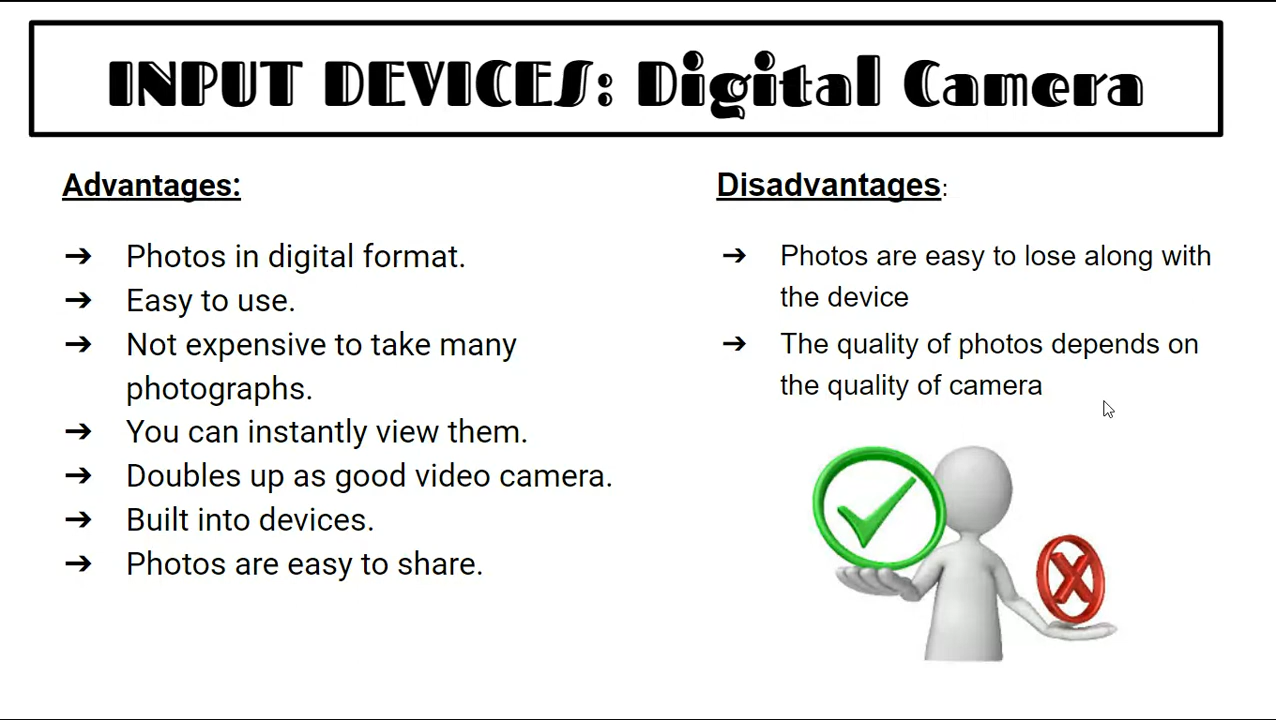 INPUT DEVICES: Digital Camera
Advantages:
➔ Photos in digital format.
➔ Easy to use.
➔ Not expensive to take many
photographs.
➔ You can instantly view them.
➔ Doubles up as good video camera.
➔ Built into devices.
➔ Photos are easy to share.
Disadvantages:
➔ Photos are easy to lose along with
the device
➔ The quality of photos depends on
the quality of camera